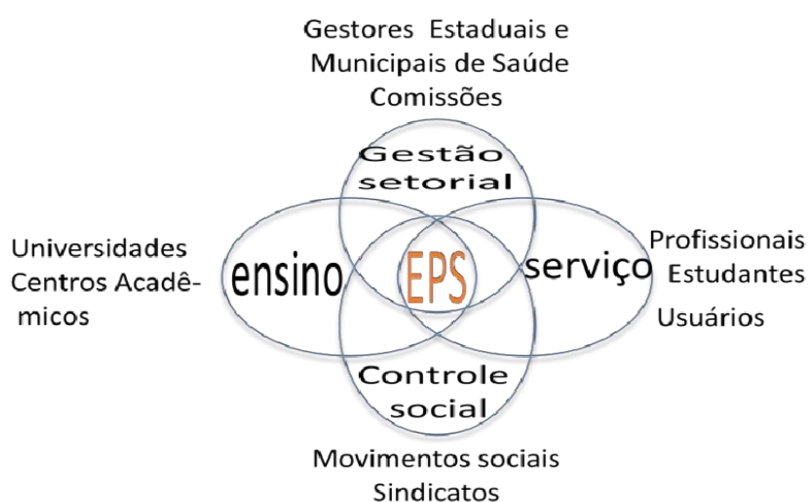 Gestores Estaduais e
Municipais de Saúde
Comissões
Gestão
setorial
Universidades
Centros Acadê-
micos
ensino
EPS
serviço
Profissionais
Estudantes
Usuários
Controle
social
Movimentos sociais
Sindicatos